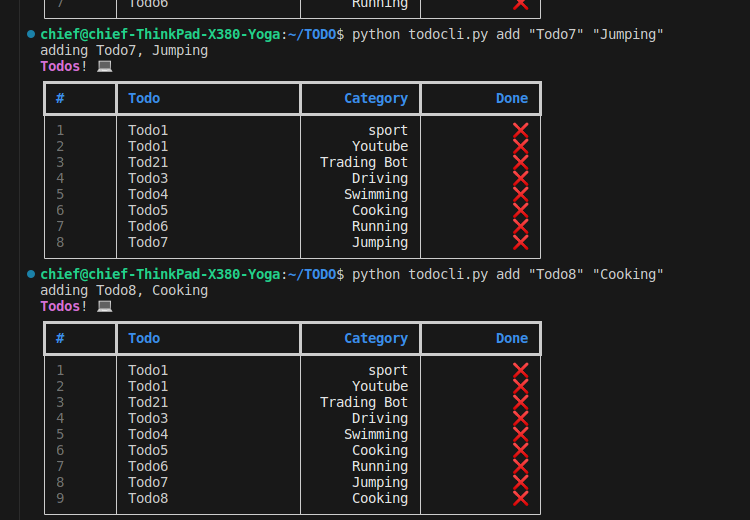 7 Todo6 Running ❌
chief@chief-ThinkPad-X380-Yoga:~/TODO$ python todocli.py add "Todo7" "Jumping"
adding Todo7, Jumping
Todos! 💻
# Todo Category Done
1 Todo1 sport ❌
2 Todo1 Youtube ❌
3 Tod21 Trading Bot ❌
4 Todo3 Driving ❌
5 Todo4 Swimming ❌
6 Todo5 Cooking ❌
7 Todo6 Running ❌
8 Todo7 Jumping ❌
chief@chief-ThinkPad-X380-Yoga:~/TODO$ python todocli.py add "Todo8" "Cooking"
adding Todo8, Cooking
Todos! 💻
# Todo Category Done
1 Todo1 sport ❌
2 Todo1 Youtube ❌
3 Tod21 Trading Bot ❌
4 Todo3 Driving ❌
5 Todo4 Swimming ❌
6 Todo5 Cooking ❌
7 Todo6 Running ❌
8 Todo7 Jumping ❌
9 Todo8 Cooking ❌